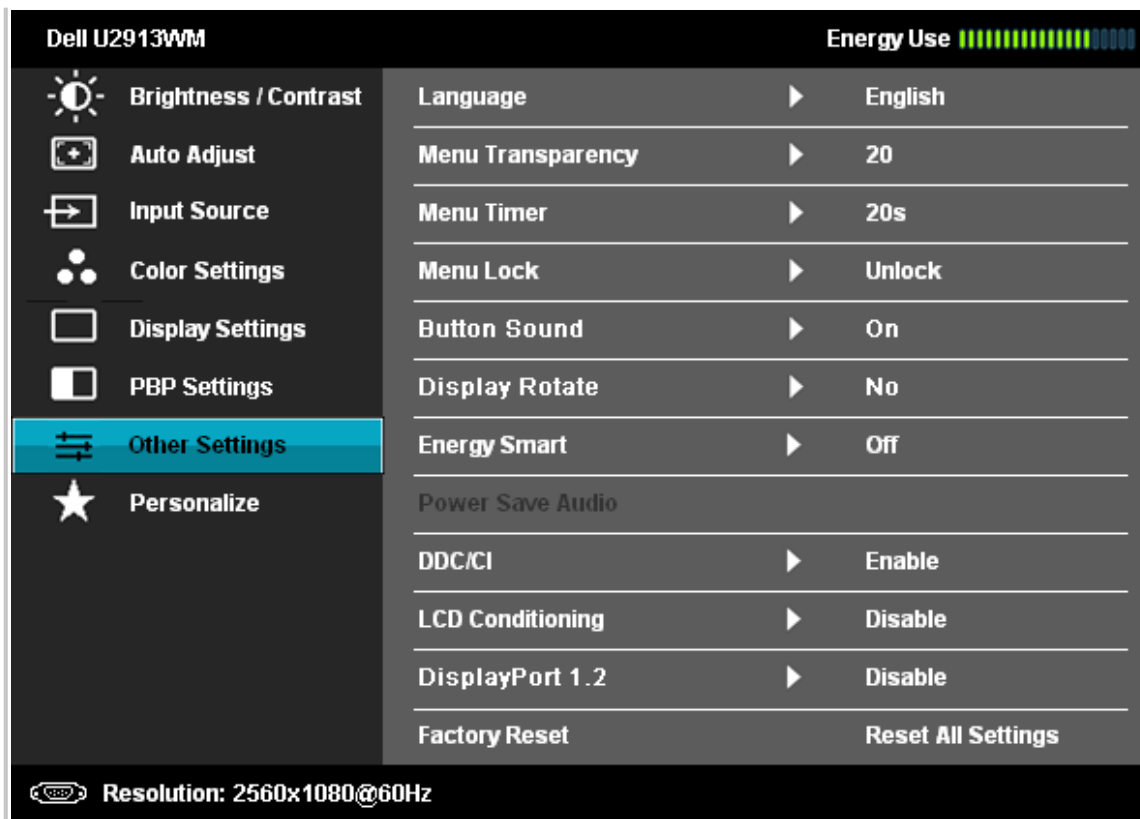 Dell U2913WM Energy Use
Brightness / Contrast Language English
Auto Adjust Menu Transparency 20
Input Source Menu Timer 20s
Color Settings Menu Lock Unlock
Display Settings Button Sound On
PBP Settings Display Rotate No
Other Settings Energy Smart Off
Personalize Power Save Audio
DDC/CI Enable
LCD Conditioning Disable
DisplayPort 1.2 Disable
Factory Reset Reset All Settings
Resolution: 2560x1080@60Hz